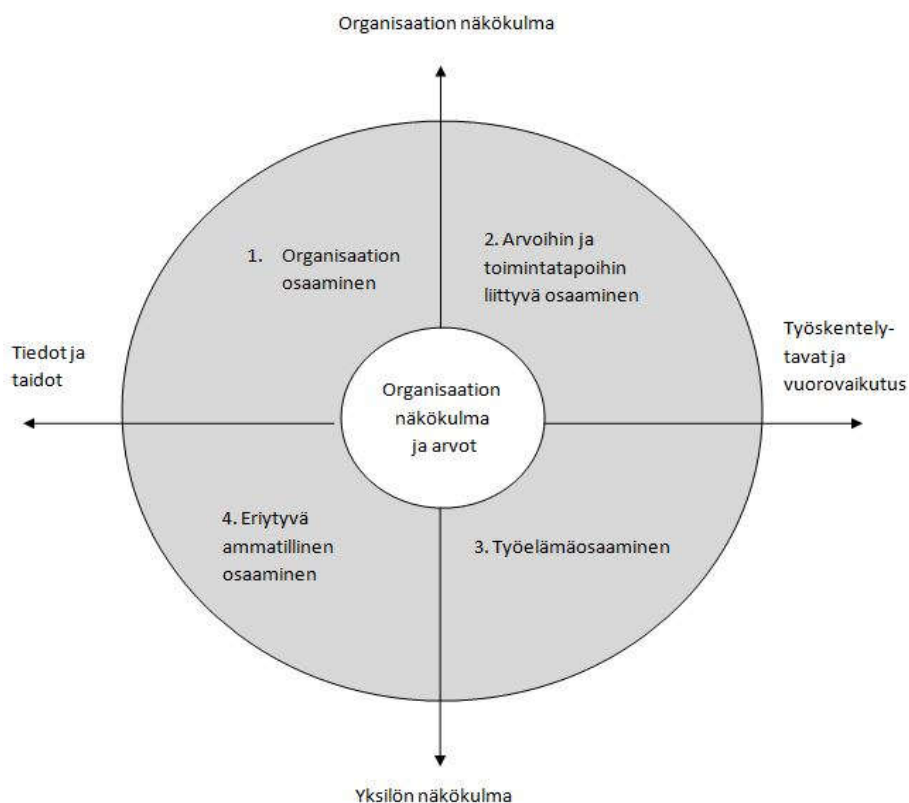 Organisaation näkökulma
1. Organisaation
osaaminen
2. Arvoihin ja
toimintatapoihin
liittyvä osaaminen
Tiedot ja
taidot
Organisaation
näkökulma
ja arvot
Työskentely-
tavat ja
vuorovaikutus
4. Eriytyvä
ammatillinen
osaaminen
3. Työelämäosaaminen
Yksilön näkökulma